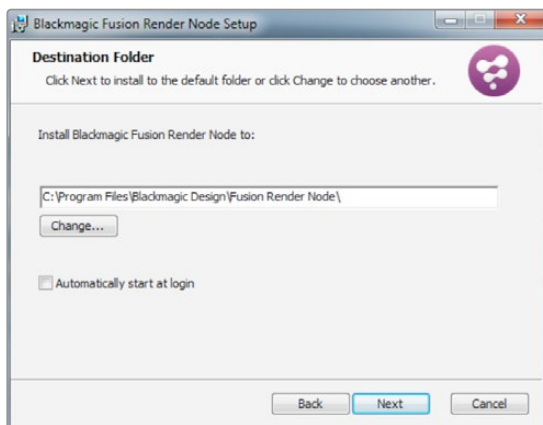 Blackmagic Fusion Render Node Setup
Destination Folder
Click Next to install to the default folder or click Change to choose another.
Install Blackmagic Fusion Render Node to:
C:\Program Files\Blackmagic Design\Fusion Render Node\
Change...
Automatically start at login
Back Next Cancel